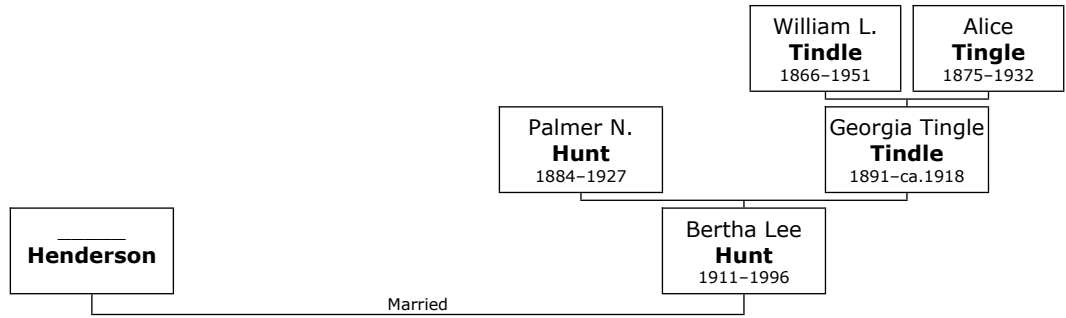 William L.
Tindle
1866–1951
Alice
Tingle
1875–1932
Palmer N.
Hunt
1884–1927
Georgia Tingle
Tindle
1891–ca.1918
______
Henderson
Bertha Lee
Hunt
1911–1996
Married